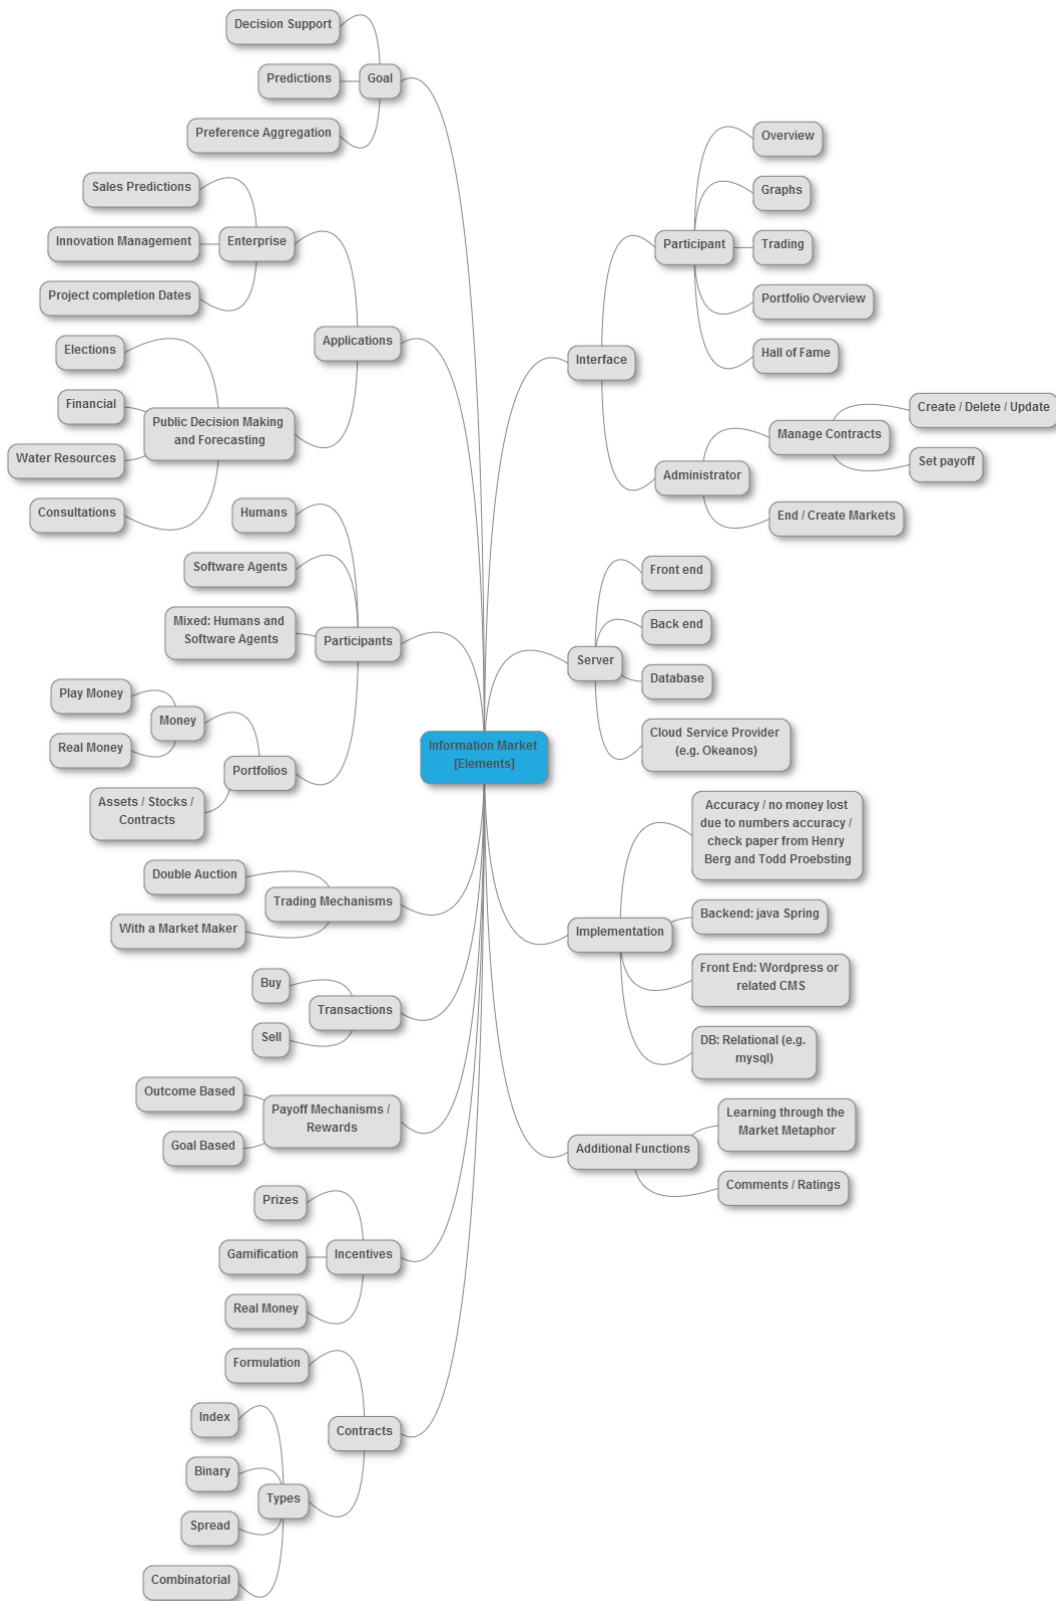 Decision Support
Predictions
Goal
Preference Aggregation
Sales Predictions
Innovation Management
Enterprise
Project completion Dates
Applications
Elections
Financial
Public Decision Making
and Forecasting
Water Resources
Consultations
Humans
Software Agents
Mixed: Humans and
Software Agents
Participants
Play Money
Money
Real Money
Portfolios
Assets / Stocks /
Contracts
Double Auction
Trading Mechanisms
With a Market Maker
Buy
Transactions
Sell
Outcome Based
Payoff Mechanisms /
Rewards
Goal Based
Prizes
Gamification
Incentives
Real Money
Formulation
Contracts
Index
Binary
Types
Spread
Combinatorial
Information Market
[Elements]
Overview
Graphs
Participant
Trading
Portfolio Overview
Hall of Fame
Interface
Create / Delete / Update
Manage Contracts
Set payoff
Administrator
End / Create Markets
Front end
Back end
Server
Database
Cloud Service Provider
(e.g. Okeanos)
Accuracy / no money lost
due to numbers accuracy /
check paper from Henry
Berg and Todd Proebsting
Implementation
Backend: java Spring
Front End: Wordpress or
related CMS
DB: Relational (e.g.
mysql)
Learning through the
Market Metaphor
Additional Functions
Comments / Ratings